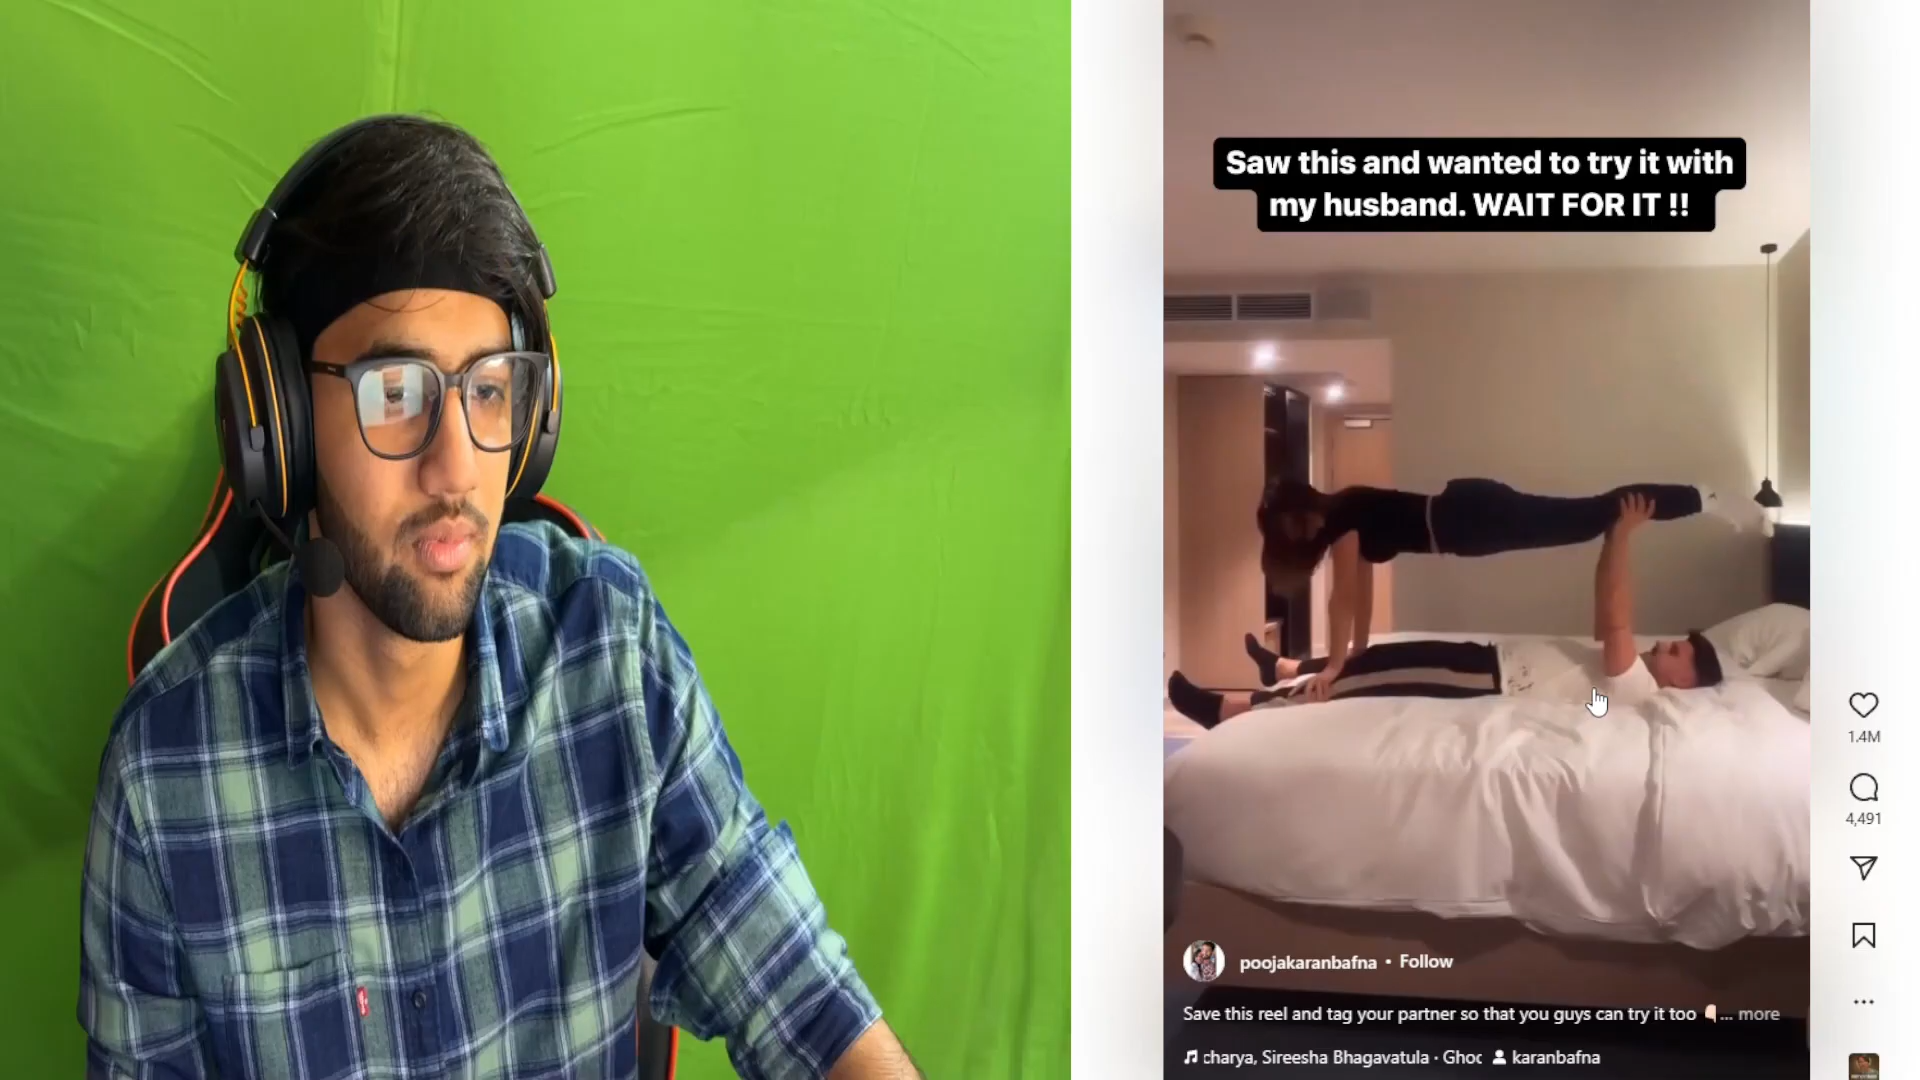 Saw this and wanted to try it with
my husband. WAIT FOR IT !!
1.4M
4,491
poojakaranbafna • Follow
Save this reel and tag your partner so that you guys can try it too ... more
charya, Sireesha Bhagavatula · Ghoc karanbafna